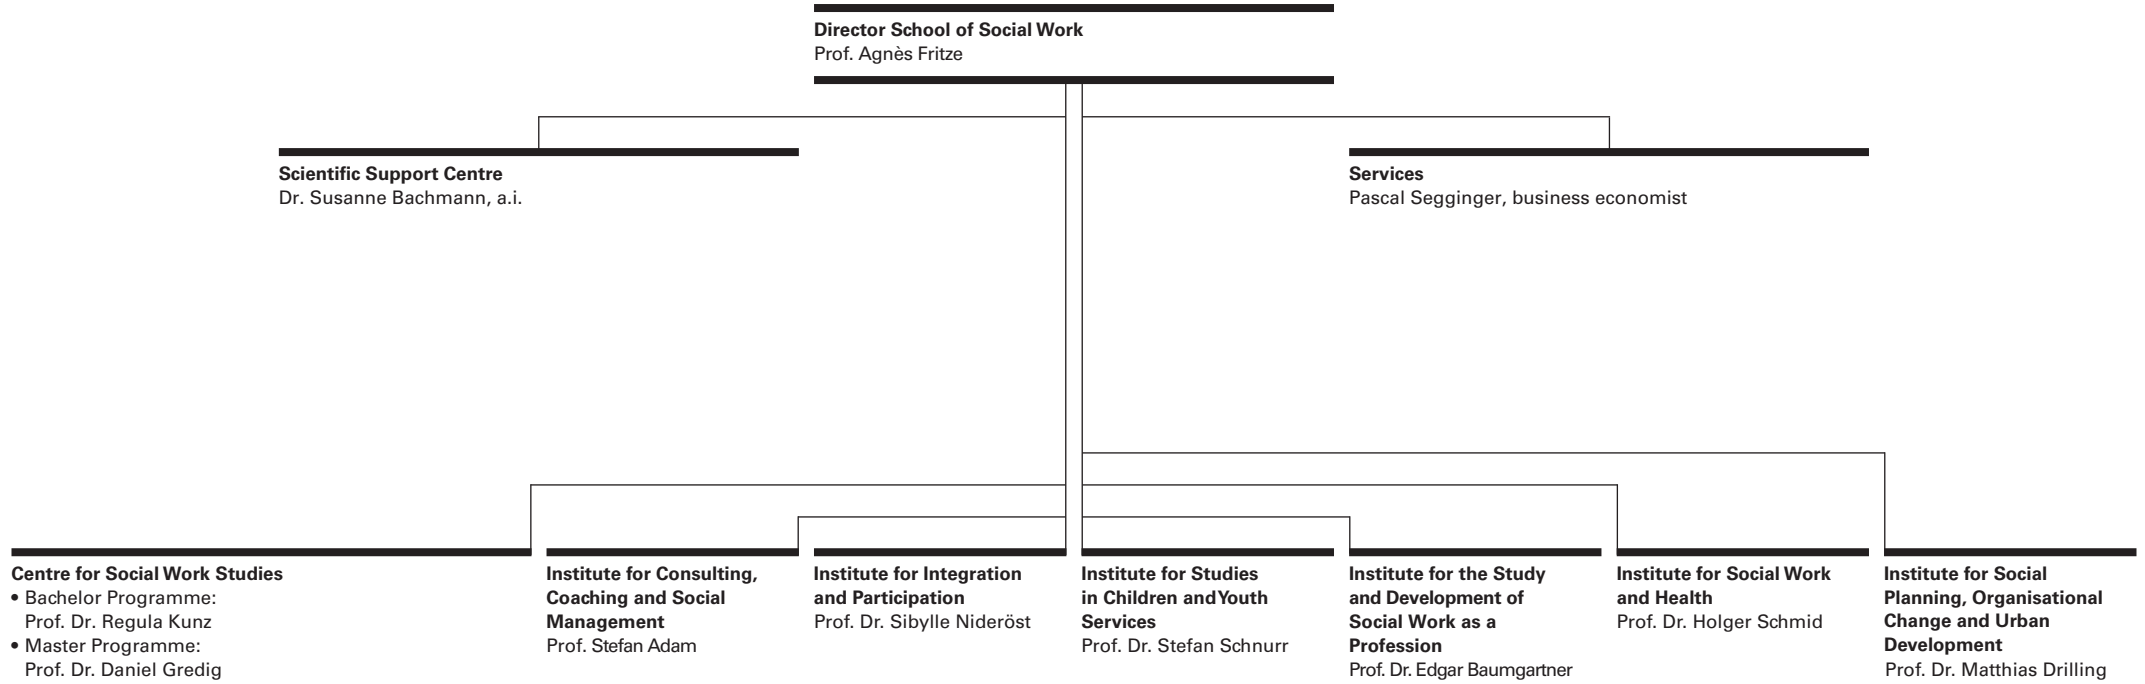 Director School of Social Work
Prof. Agnès Fritze
Scientific Support Centre
Dr. Susanne Bachmann, a.i.
Services
Pascal Segginger, business economist
Centre for Social Work Studies
• Bachelor Programme:
Prof. Dr. Regula Kunz
• Master Programme:
Prof. Dr. Daniel Gredig
Institute for Consulting,
Coaching and Social
Management
Prof. Stefan Adam
Institute for Integration
and Participation
Prof. Dr. Sibylle Nideröst
Institute for Studies
in Children and Youth
Services
Prof. Dr. Stefan Schnurr
Institute for the Study
and Development of
Social Work as a
Profession
Prof. Dr. Edgar Baumgartner
Institute for Social Work
and Health
Prof. Dr. Holger Schmid
Institute for Social
Planning, Organisational
Change and Urban
Development
Prof. Dr. Matthias Drilling